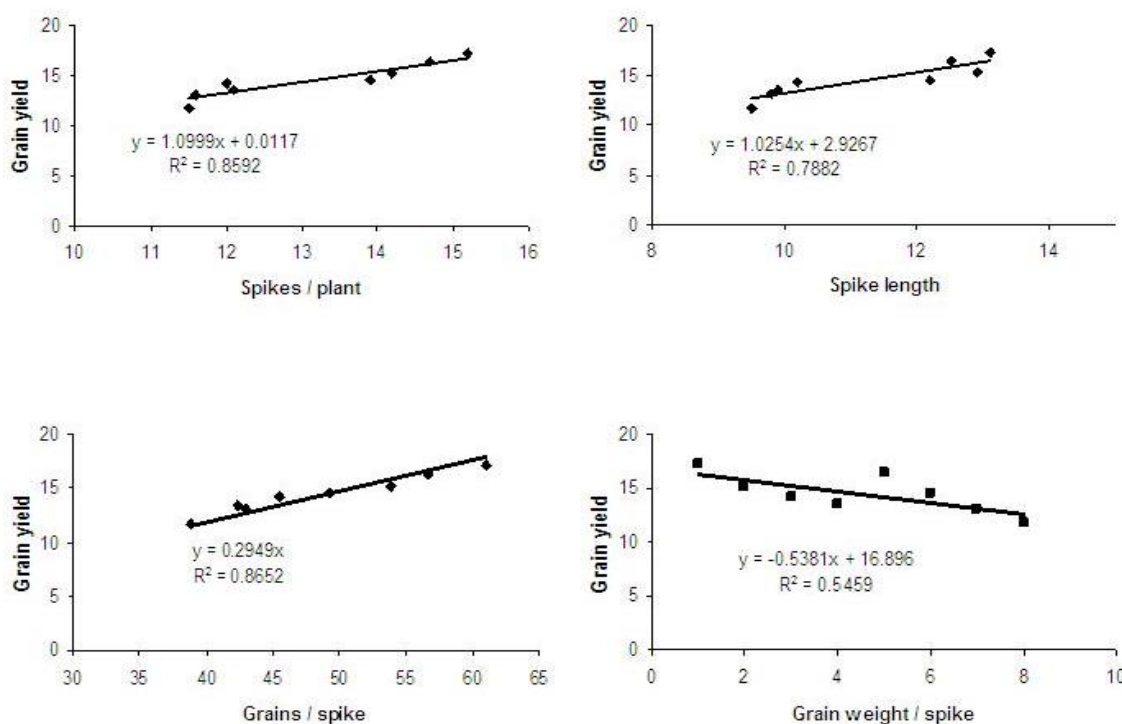 20
15
10
5
0
Grain yield
y = 1.0999x + 0.0117
R² = 0.8592
10 11 12 13 14 15 16
Spikes / plant
20
15
10
5
0
Grain yield
y = 1.0254x + 2.9267
R² = 0.7882
8 10 12 14
Spike length
20
15
10
5
0
Grain yield
y = 0.2949x
R² = 0.8652
30 35 40 45 50 55 60 65
Grains / spike
20
15
10
5
0
Grain yield
y = -0.5381x + 16.896
R² = 0.5459
0 2 4 6 8 10
Grain weight / spike